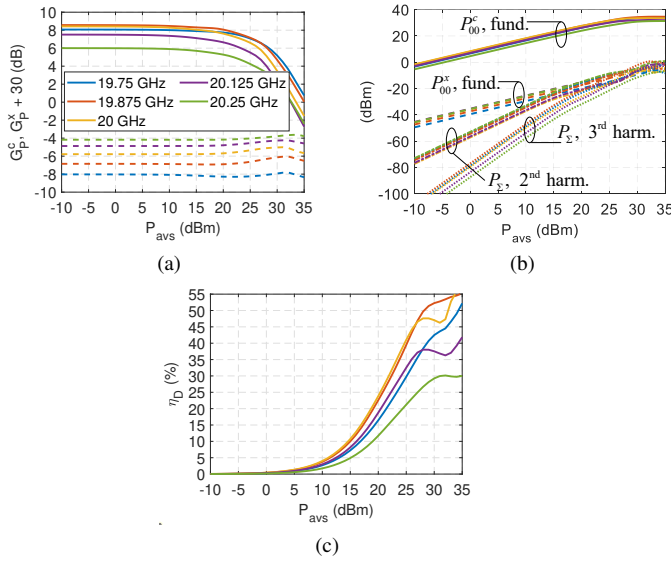 G_P^c, G_P^x + 30 (dB)
8
6
4
2
0
-2
-4
-6
-8
19.75 GHz
19.875 GHz
20 GHz
20.125 GHz
20.25 GHz
-10 -5 0 5 10 15 20 25 30 35
P_avs (dBm)
(a)
(dBm)
40
20
0
-20
-40
-60
-80
-100
P_00^c, fund.
P_00^x, fund.
P_Σ, 3rd harm.
P_Σ, 2nd harm.
-10 -5 0 5 10 15 20 25 30 35
P_avs (dBm)
(b)
η_D (%)
55
50
45
40
35
30
25
20
15
10
5
0
-10 -5 0 5 10 15 20 25 30 35
P_avs (dBm)
(c)